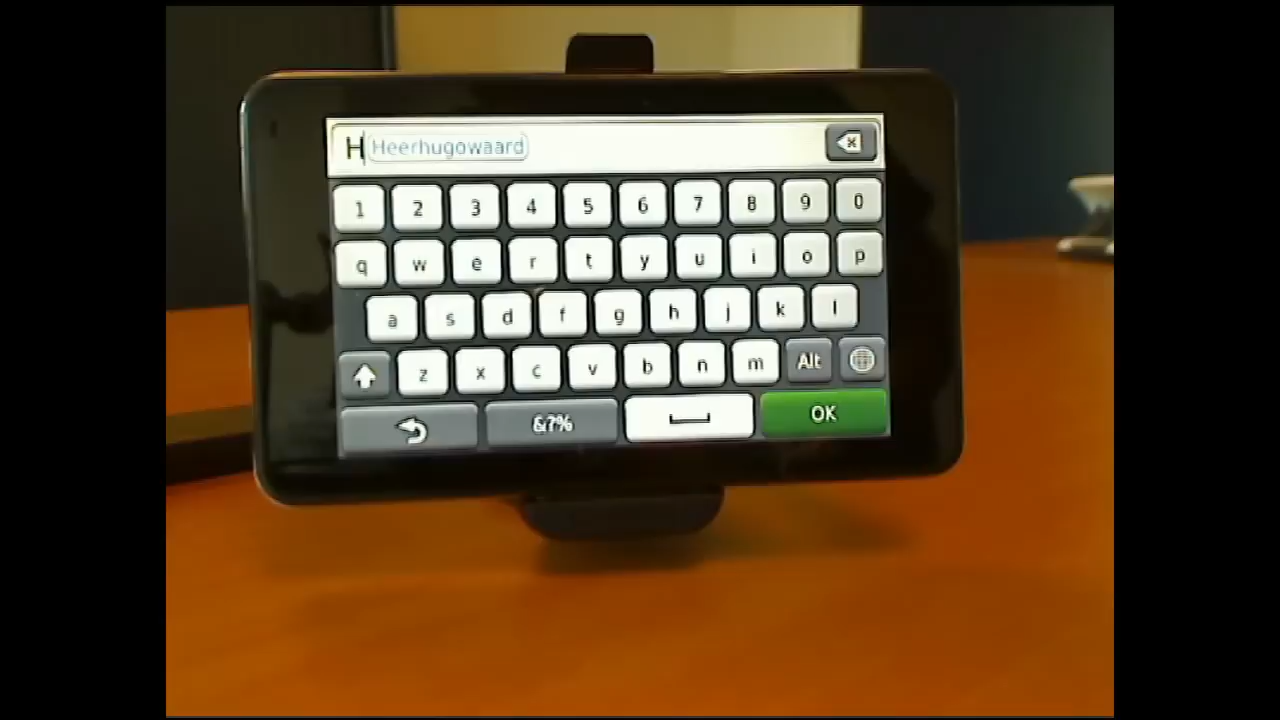 H Heerhugowaard
1 2 3 4 5 6 7 8 9 0
q w e r t y u i o p
a s d f g h j k l
z x c v b n m Alt
&?% OK